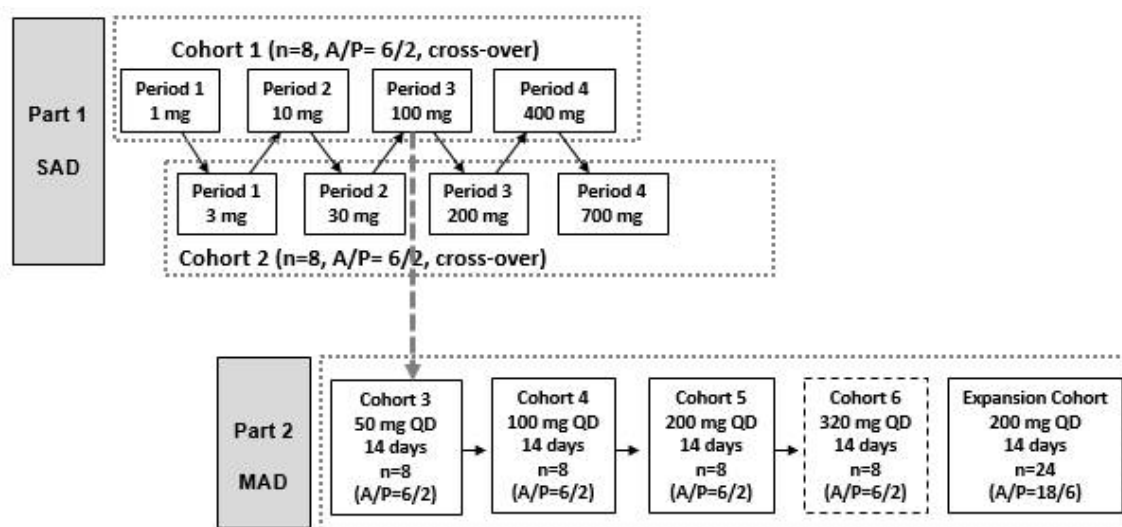 Part 1
SAD
Cohort 1 (n=8, A/P= 6/2, cross-over)
Period 1
1 mg
Period 2
10 mg
Period 3
100 mg
Period 4
400 mg
Period 1
3 mg
Period 2
30 mg
Period 3
200 mg
Period 4
700 mg
Cohort 2 (n=8, A/P= 6/2, cross-over)
Part 2
MAD
Cohort 3
50 mg QD
14 days
n=8
(A/P=6/2)
Cohort 4
100 mg QD
14 days
n=8
(A/P=6/2)
Cohort 5
200 mg QD
14 days
n=8
(A/P=6/2)
Cohort 6
320 mg QD
14 days
n=8
(A/P=6/2)
Expansion Cohort
200 mg QD
14 days
n=24
(A/P=18/6)